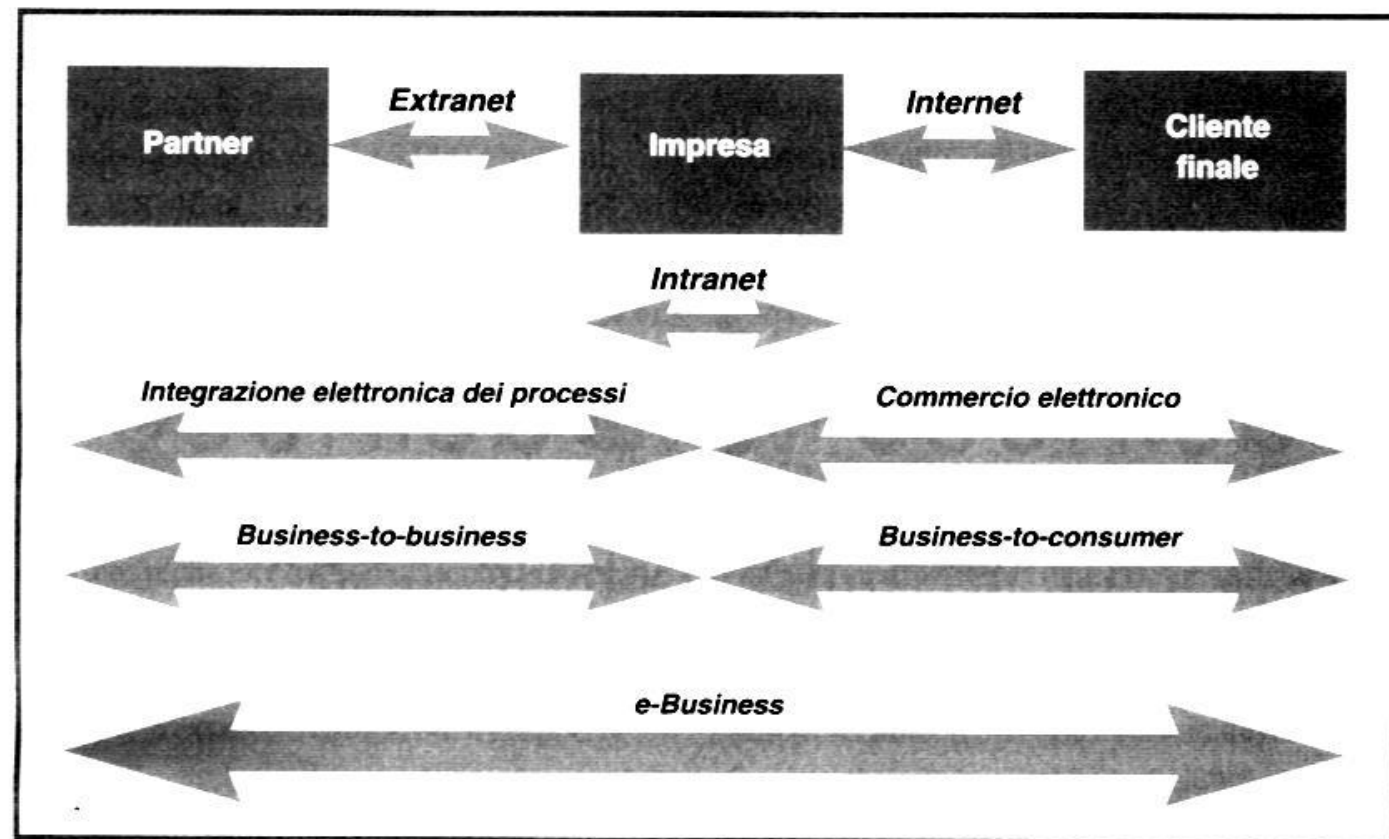 Extranet
Internet
Partner
Impresa
Cliente
finale
Intranet
Integrazione elettronica dei processi
Commercio elettronico
Business-to-business
Business-to-consumer
e-Business